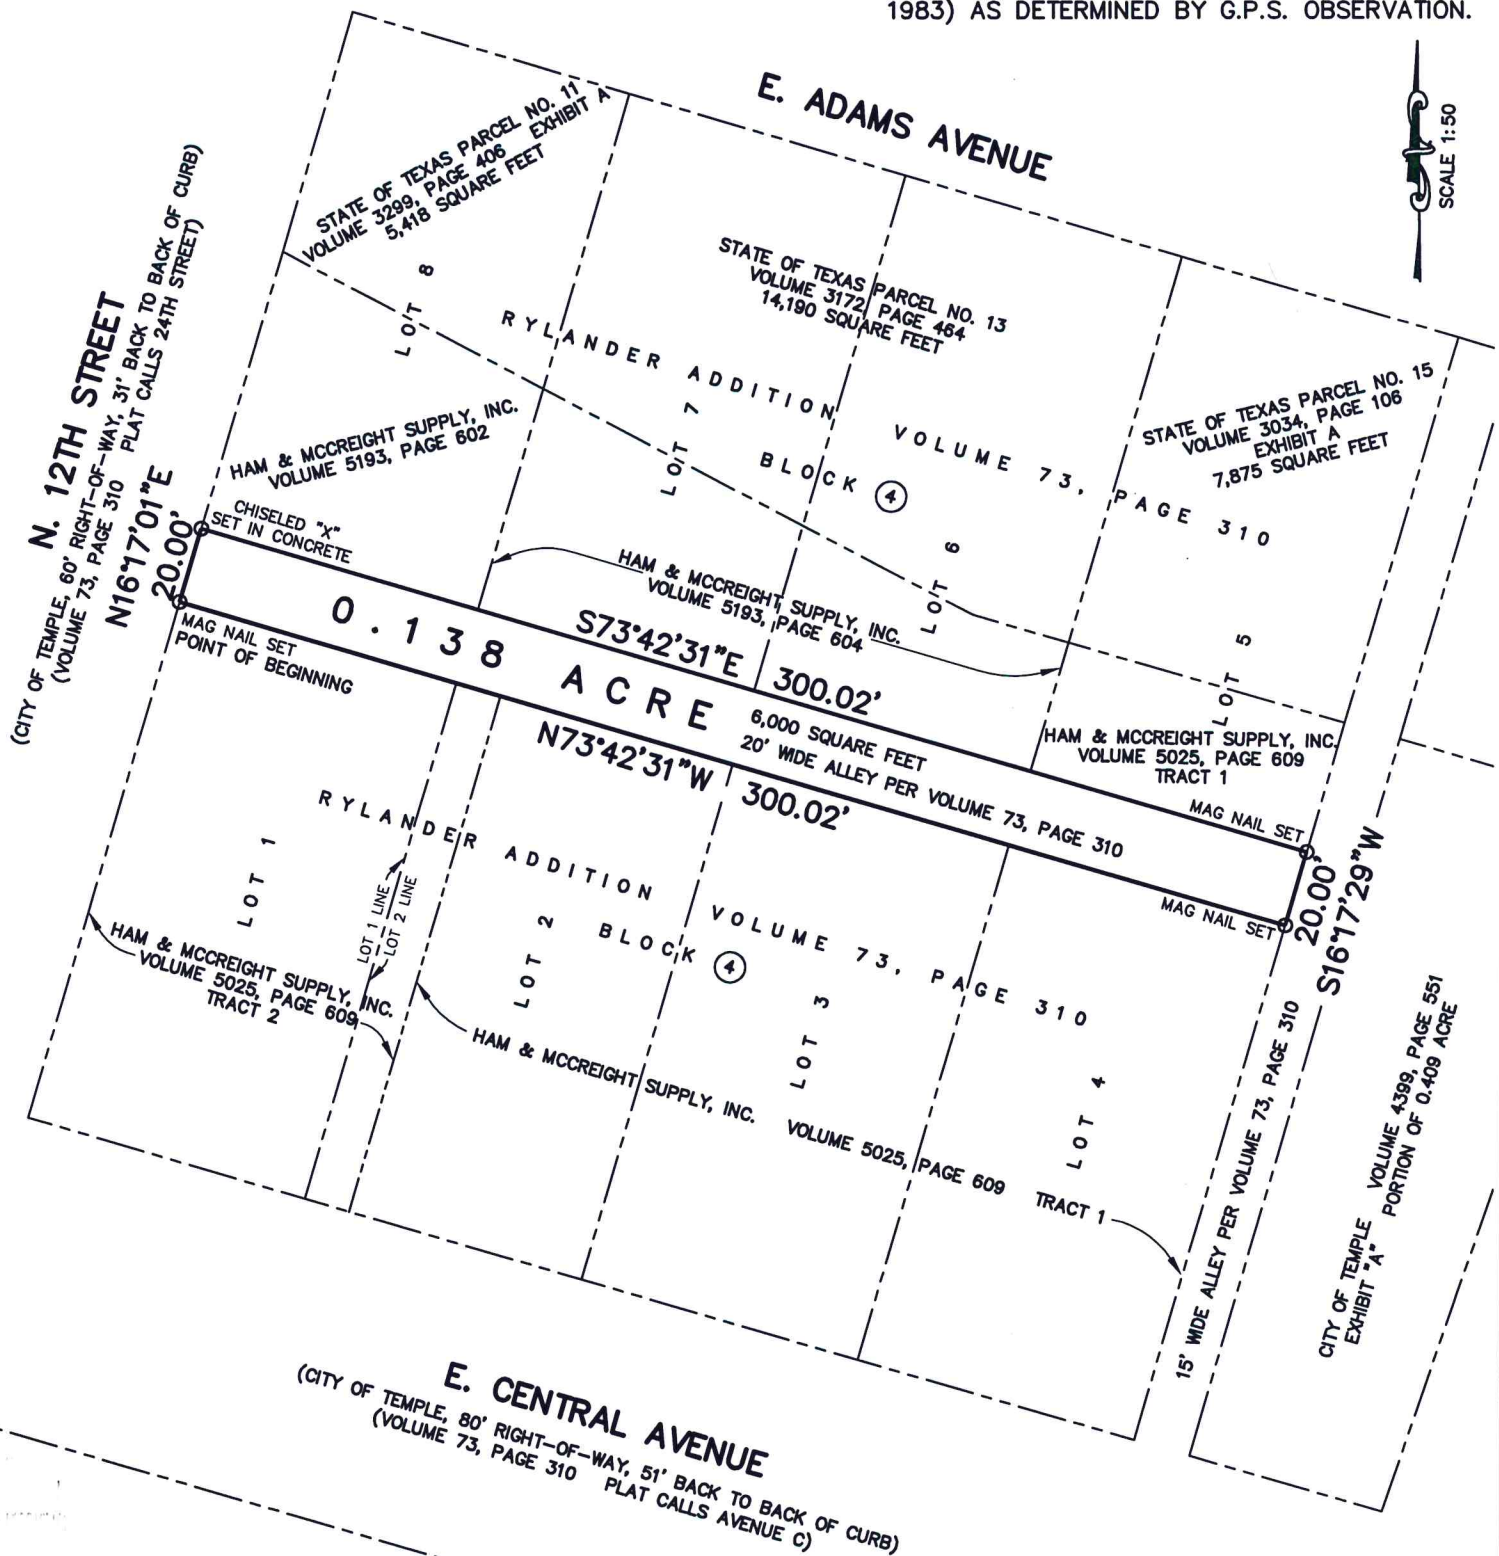 1983) AS DETERMINED BY G.P.S. OBSERVATION.
E. ADAMS AVENUE
SCALE 1:50
STATE OF TEXAS PARCEL NO. 11
VOLUME 3299, PAGE 406 EXHIBIT A
5,418 SQUARE FEET
LOT 8
STATE OF TEXAS PARCEL NO. 13
VOLUME 3172, PAGE 464
14,190 SQUARE FEET
STATE OF TEXAS PARCEL NO. 15
VOLUME 3034, PAGE 106
EXHIBIT A
7,875 SQUARE FEET
RYLANDER ADDITION VOLUME 73, PAGE 310
BLOCK 4
LOT 7
LOT 6
LOT 5
N. 12TH STREET
(CITY OF TEMPLE, 60' RIGHT-OF-WAY, 31' BACK TO BACK OF CURB)
(VOLUME 73, PAGE 310 PLAT CALLS 24TH STREET)
N16°17'01"E
20.00'
HAM & MCCREIGHT SUPPLY, INC.
VOLUME 5193, PAGE 602
CHISELED "X"
SET IN CONCRETE
HAM & MCCREIGHT SUPPLY, INC.
VOLUME 5193, PAGE 604
HAM & MCCREIGHT SUPPLY, INC.
VOLUME 5025, PAGE 609
TRACT 1
MAG NAIL SET
POINT OF BEGINNING
0.138 ACRE
S73°42'31"E 300.02'
6,000 SQUARE FEET
20' WIDE ALLEY PER VOLUME 73, PAGE 310
N73°42'31"W 300.02'
MAG NAIL SET
MAG NAIL SET
20.00'
S16°17'29"W
RYLANDER ADDITION VOLUME 73, PAGE 310
BLOCK 4
LOT 1
LOT 1 LINE
LOT 2 LINE
LOT 2
LOT 3
LOT 4
HAM & MCCREIGHT SUPPLY, INC.
VOLUME 5025, PAGE 609
TRACT 2
HAM & MCCREIGHT SUPPLY, INC. VOLUME 5025, PAGE 609 TRACT 1
15' WIDE ALLEY PER VOLUME 73, PAGE 310
CITY OF TEMPLE VOLUME 4399, PAGE 551
EXHIBIT "A" PORTION OF 0.409 ACRE
E. CENTRAL AVENUE
(CITY OF TEMPLE, 80' RIGHT-OF-WAY, 51' BACK TO BACK OF CURB)
(VOLUME 73, PAGE 310 PLAT CALLS AVENUE C)